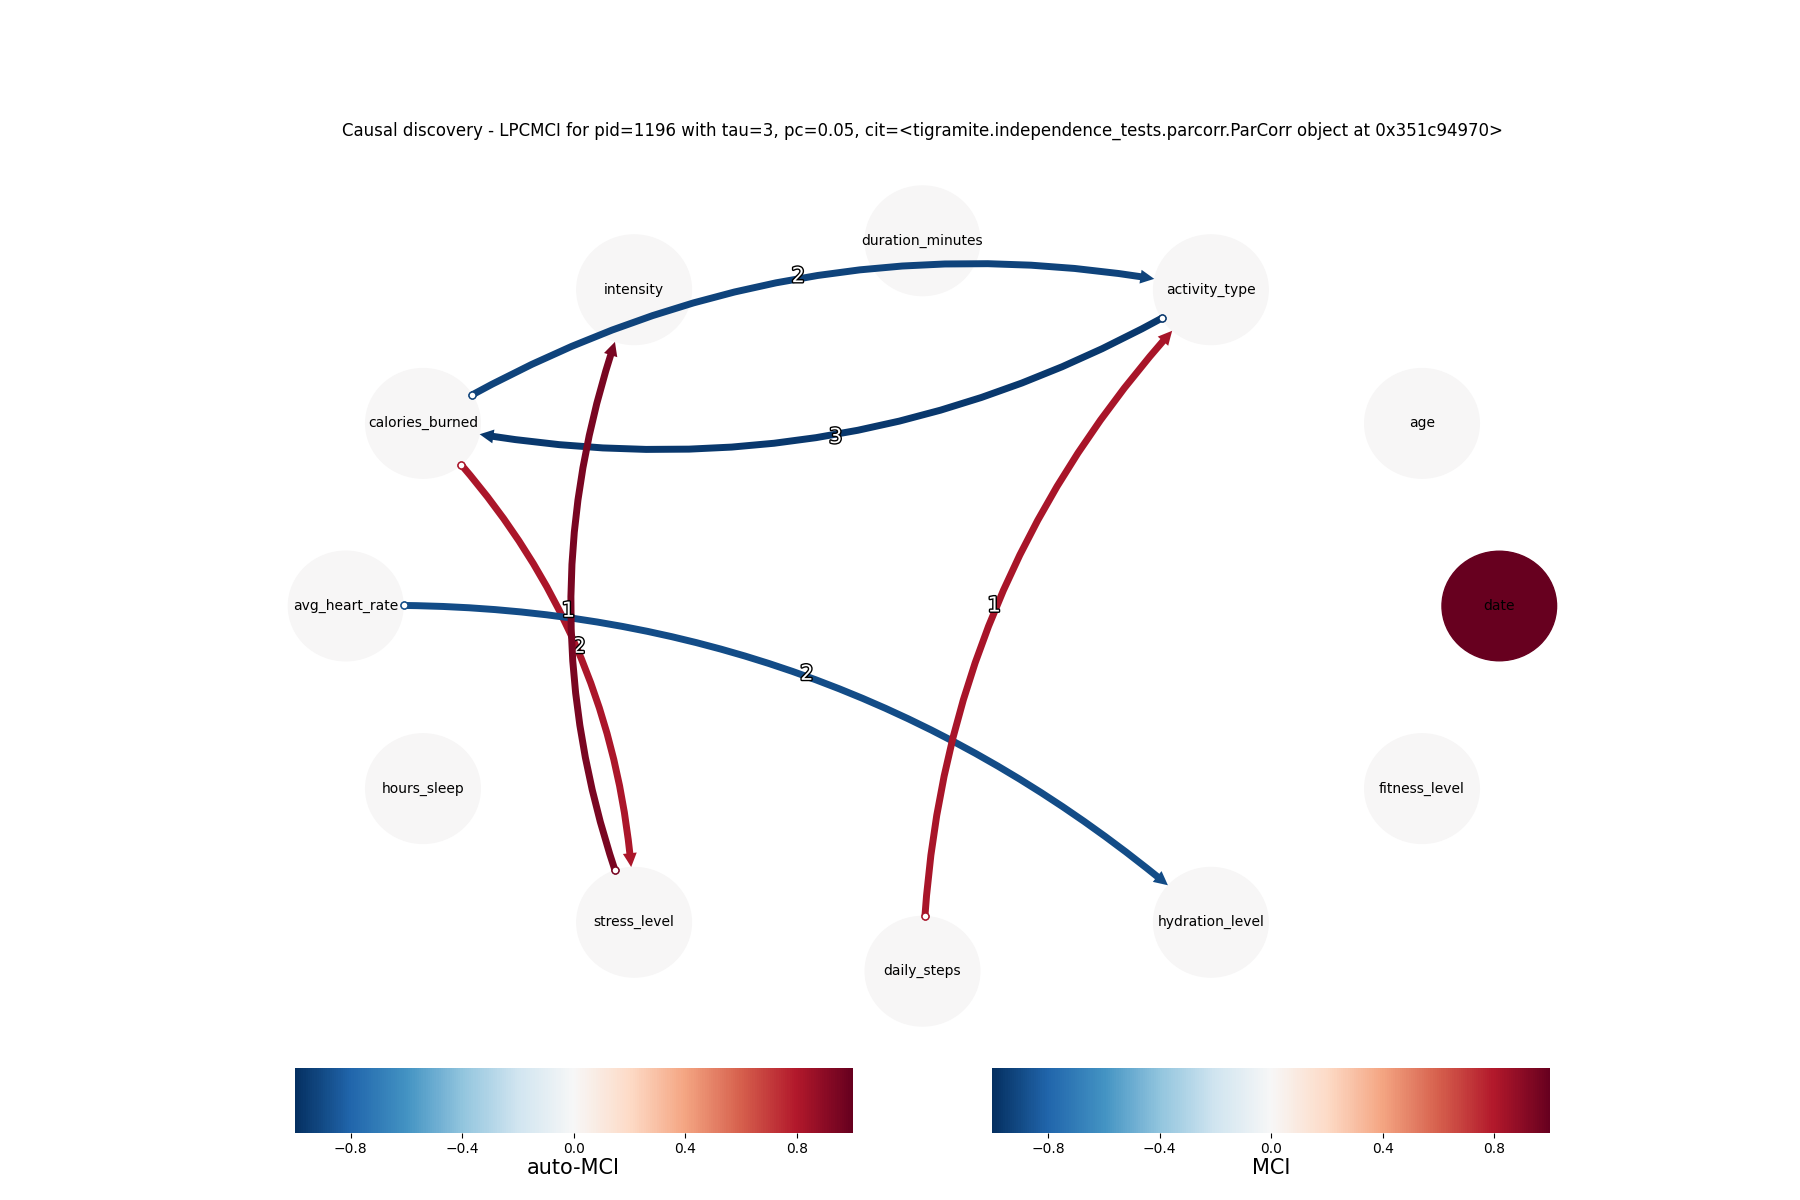 Causal discovery - LPCMCI for pid=1196 with tau=3, pc=0.05, cit=<tigramite.independence_tests.parcorr.ParCorr object at 0x351c94970>
duration_minutes
intensity
activity_type
2
calories_burned
age
3
avg_heart_rate
date
1
1
2
2
hours_sleep
fitness_level
stress_level
hydration_level
daily_steps
−0.8 −0.4 0.0 0.4 0.8
auto-MCI
−0.8 −0.4 0.0 0.4 0.8
MCI